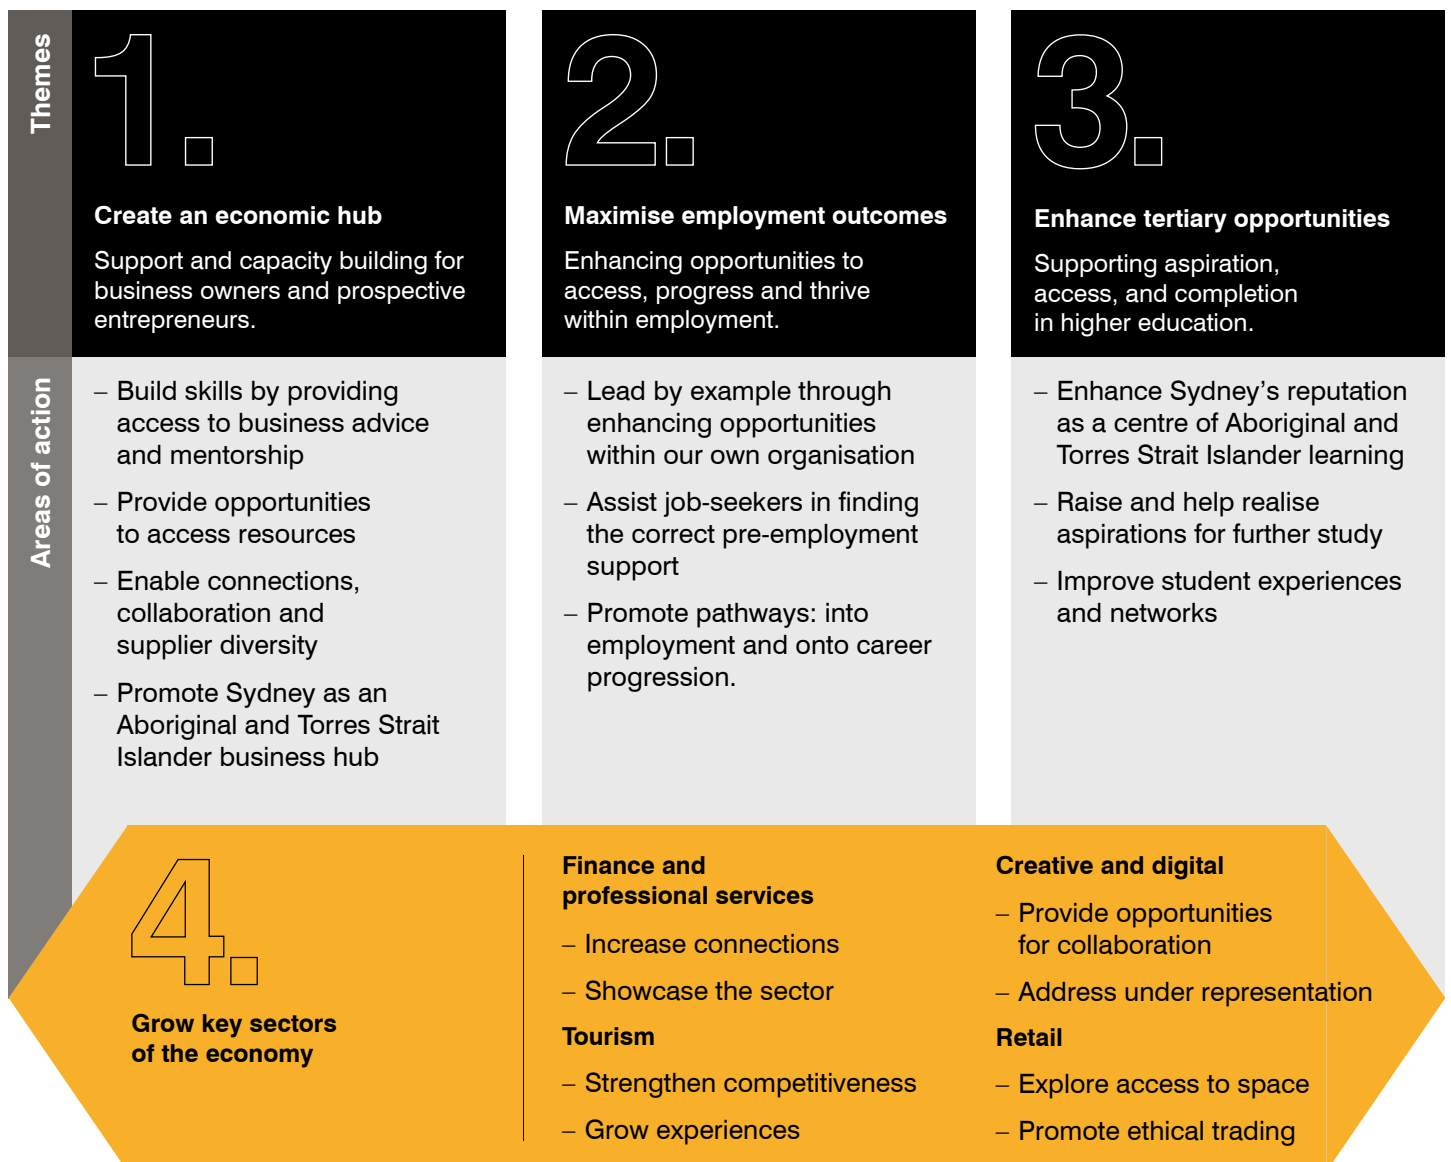 Themes
1.
Create an economic hub
Support and capacity building for
business owners and prospective
entrepreneurs.
2.
Maximise employment outcomes
Enhancing opportunities to
access, progress and thrive
within employment.
3.
Enhance tertiary opportunities
Supporting aspiration,
access, and completion
in higher education.
Areas of action
– Build skills by providing
access to business advice
and mentorship
– Provide opportunities
to access resources
– Enable connections,
collaboration and
supplier diversity
– Promote Sydney as an
Aboriginal and Torres Strait
Islander business hub
– Lead by example through
enhancing opportunities
within our own organisation
– Assist job-seekers in finding
the correct pre-employment
support
– Promote pathways: into
employment and onto career
progression.
– Enhance Sydney’s reputation
as a centre of Aboriginal and
Torres Strait Islander learning
– Raise and help realise
aspirations for further study
– Improve student experiences
and networks
4.
Grow key sectors
of the economy
Finance and
professional services
– Increase connections
– Showcase the sector
Tourism
– Strengthen competitiveness
– Grow experiences
Creative and digital
– Provide opportunities
for collaboration
– Address under representation
Retail
– Explore access to space
– Promote ethical trading